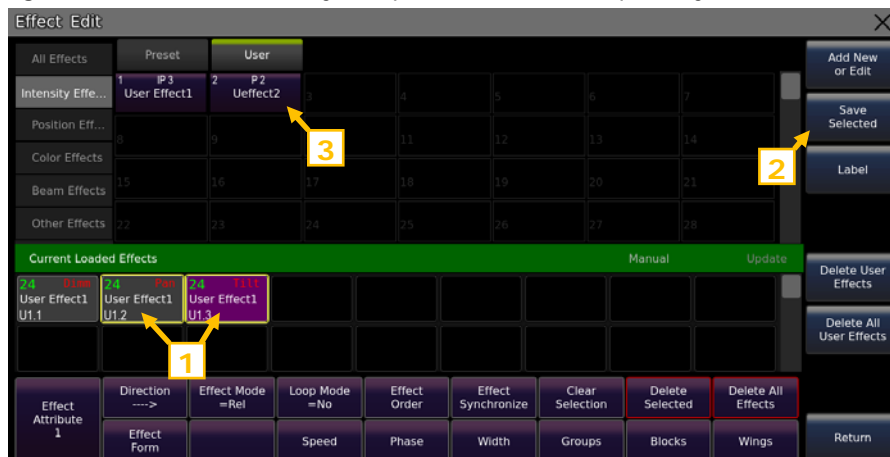 Effect Edit
All Effects
Preset
User
Add New
or Edit
Intensity Effe...
1 IP 3
User Effect1
2 P 2
Ueffect2
3
4
5
6
7
Save
Selected
Position Eff...
8
9
3
11
12
13
14
2
Color Effects
Label
Beam Effects
15
16
17
18
19
20
21
Other Effects
22
23
24
25
26
27
28
Current Loaded Effects
Manual
Update
Delete User
Effects
24 Dime
User Effect1
U1.1
24 Pan
User Effect1
U1.2
24 Tilt
User Effect1
U1.3
1
Delete All
User Effects
Effect
Attribute
1
Direction
---->
Effect Mode
=Rel
Loop Mode
=No
Effect
Order
Effect
Synchronize
Clear
Selection
Delete
Selected
Delete All
Effects
Effect
Form
Speed
Phase
Width
Groups
Blocks
Wings
Return